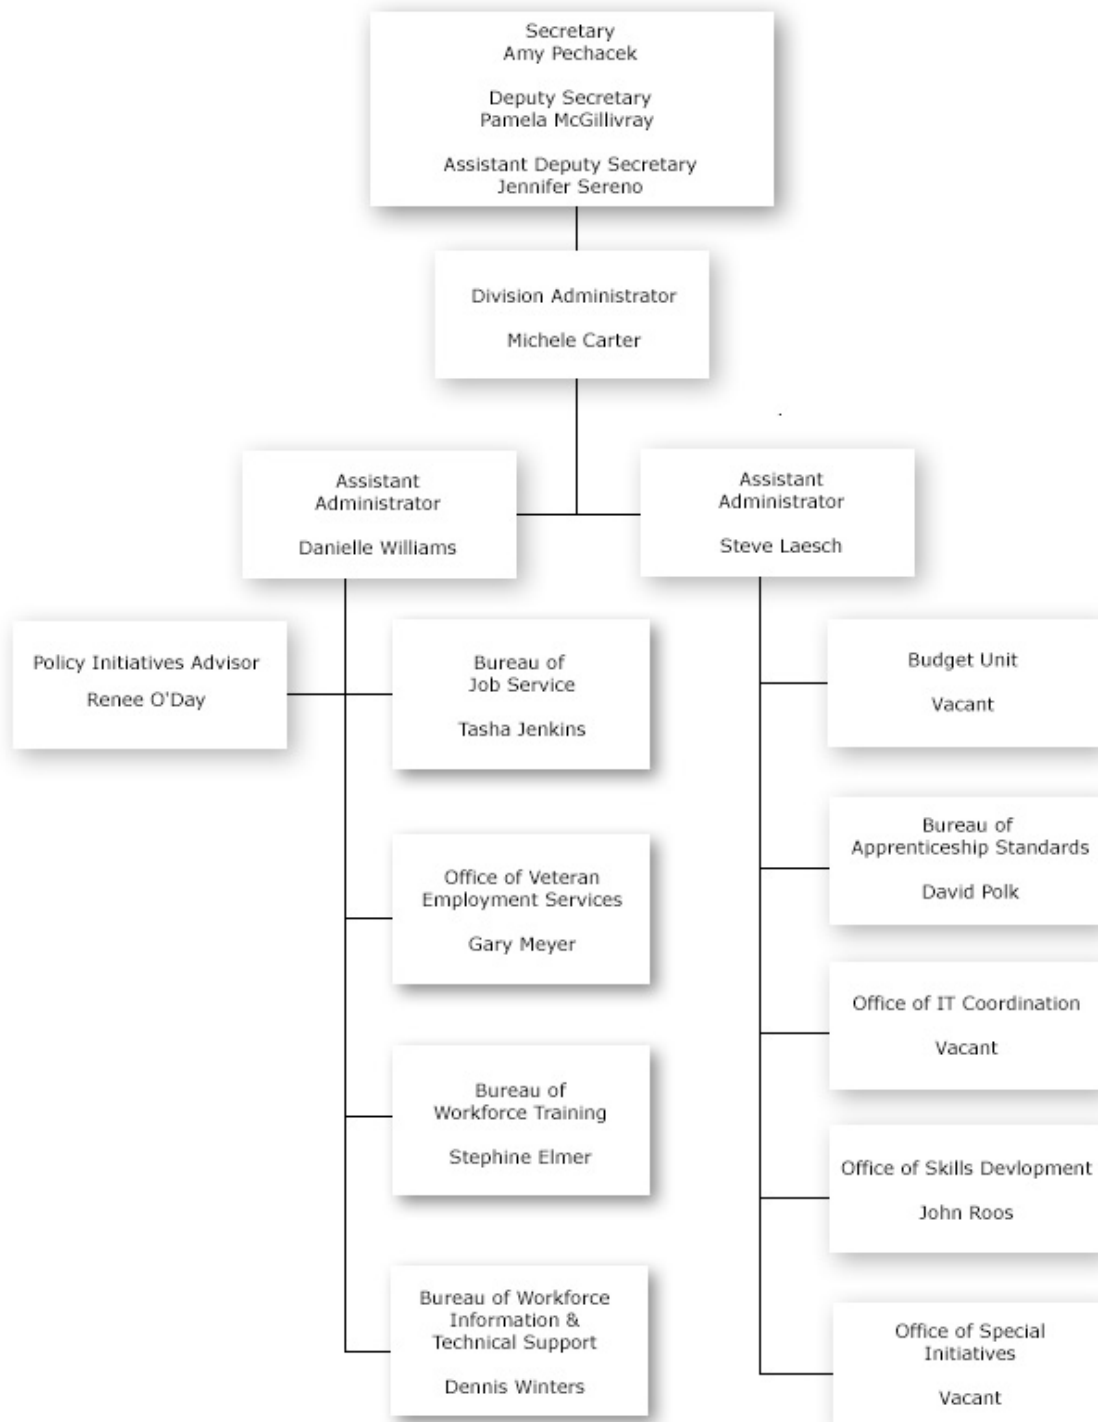 Secretary
Amy Pechacek
Deputy Secretary
Pamela McGillivray
Assistant Deputy Secretary
Jennifer Sereno
Division Administrator
Michele Carter
Assistant
Administrator
Danielle Williams
Assistant
Administrator
Steve Laesch
Policy Initiatives Advisor
Renee O'Day
Bureau of
Job Service
Tasha Jenkins
Office of Veteran
Employment Services
Gary Meyer
Bureau of
Workforce Training
Stephine Elmer
Bureau of Workforce
Information &
Technical Support
Dennis Winters
Budget Unit
Vacant
Bureau of
Apprenticeship Standards
David Polk
Office of IT Coordination
Vacant
Office of Skills Devlopment
John Roos
Office of Special
Initiatives
Vacant